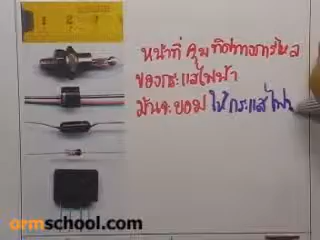 1 2
หน้าที่ คุมทิศทางการไหล
ของกระแสไฟฟ้า
มันจะยอม ให้กระแสไฟ
ormschool.com